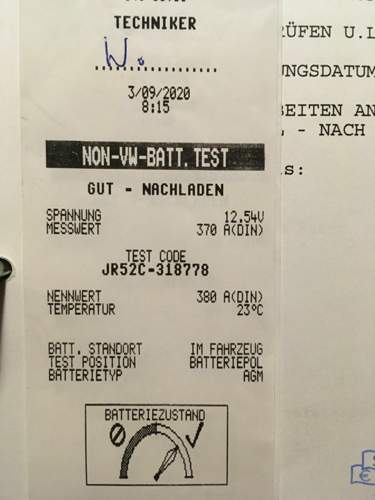 TECHNIKER
3/09/2020
8:15
NON-VW-BATT.TEST
GUT - NACHLADEN
SPANNUNG 12.54V
MESSWERT 370 A(DIN)
TEST CODE
JR52C-318778
NENNWERT 380 A(DIN)
TEMPERATUR 23°C
BATT. STANDORT IM FAHRZEUG
TEST POSITION BATTERIEPOL
BATTERIETYP AGM
BATTERIEZUSTAND
ÜFEN U.L
NGSDATUM
EITEN AN
- NACH
s: